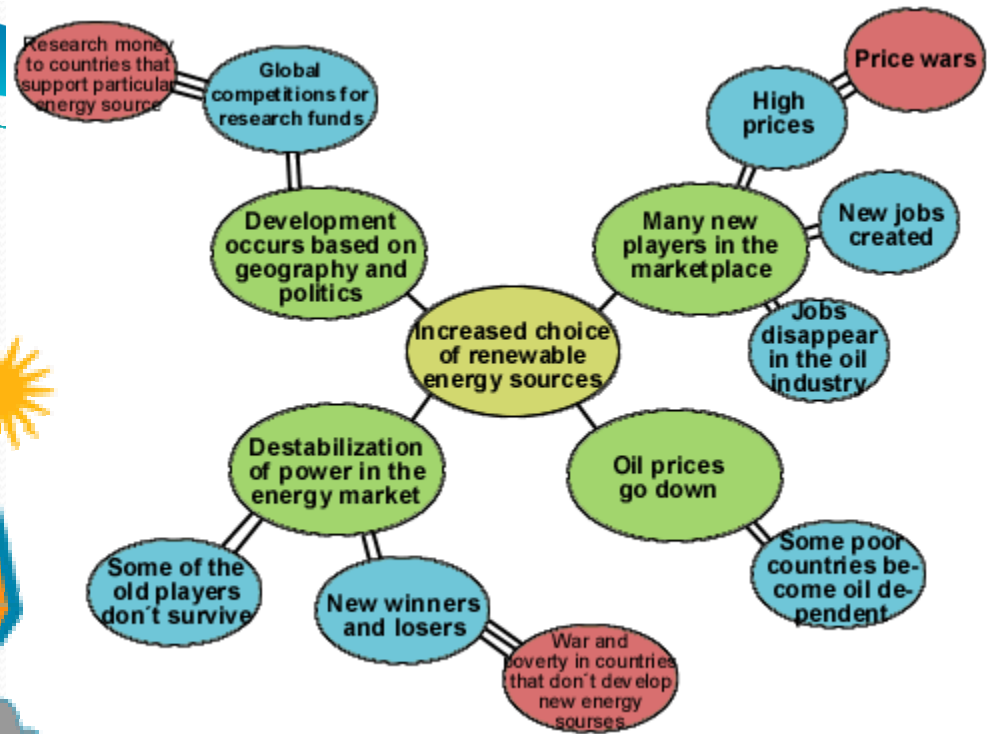 Research money
to countries that
support particular
energy source
Global
competitions for
research funds
Development
occurs based on
geography and
politics
Price wars
High
prices
New jobs
created
Many new
players in the
marketplace
Jobs
disappear
in the oil
industry
Increased choice
of renewable
energy sources
Destabilization
of power in the
energy market
Oil prices
go down
Some of the
old players
don´t survive
New winners
and losers
War and
poverty in countries
that don´t develop
new energy
sourses
Some poor
countries be-
come oil de-
pendent